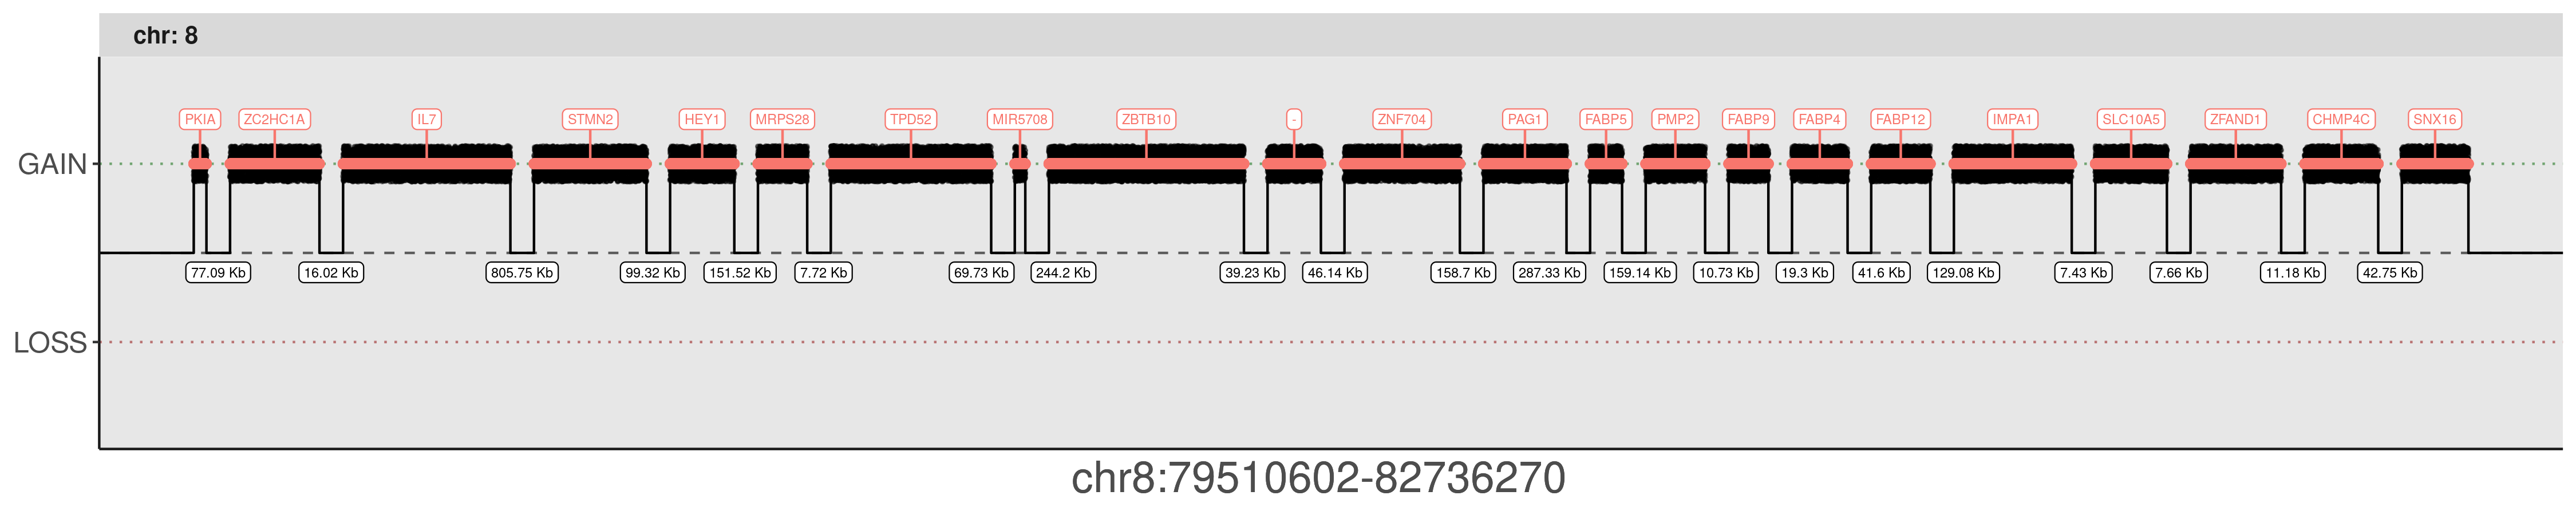 chr: 8
PKIA ZC2HC1A IL7 STMN2 HEY1 MRPS28 TPD52 MIR5708 ZBTB10 - ZNF704 PAG1 FABP5 PMP2 FABP9 FABP4 FABP12 IMPA1 SLC10A5 ZFAND1 CHMP4C SNX16
GAIN
77.09 Kb 16.02 Kb 805.75 Kb 99.32 Kb 151.52 Kb 7.72 Kb 69.73 Kb 244.2 Kb 39.23 Kb 46.14 Kb 158.7 Kb 287.33 Kb 159.14 Kb 10.73 Kb 19.3 Kb 41.6 Kb 129.08 Kb 7.43 Kb 7.66 Kb 11.18 Kb 42.75 Kb
LOSS
chr8:79510602-82736270